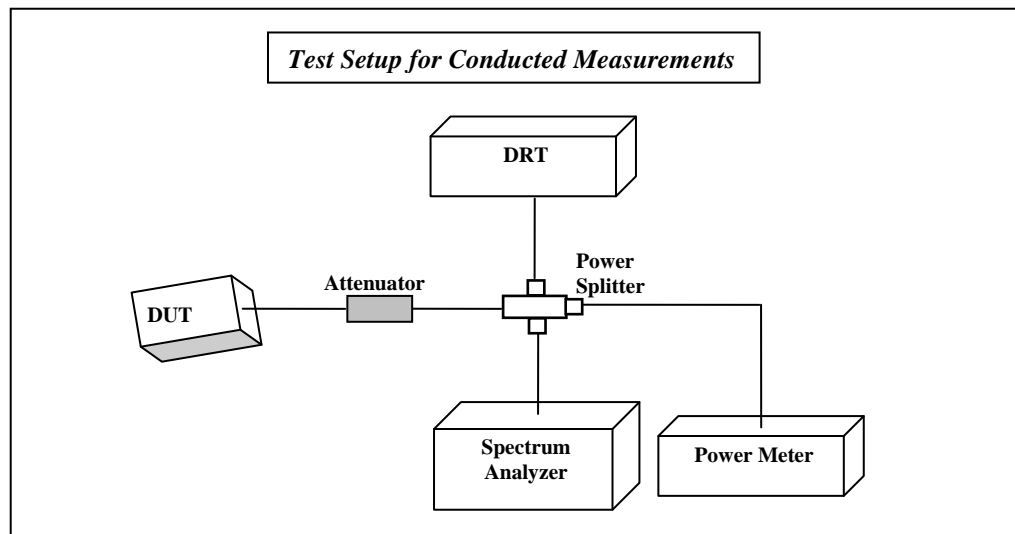 Test Setup for Conducted Measurements
DRT
Power
Splitter
Attenuator
DUT
Spectrum
Analyzer
Power Meter